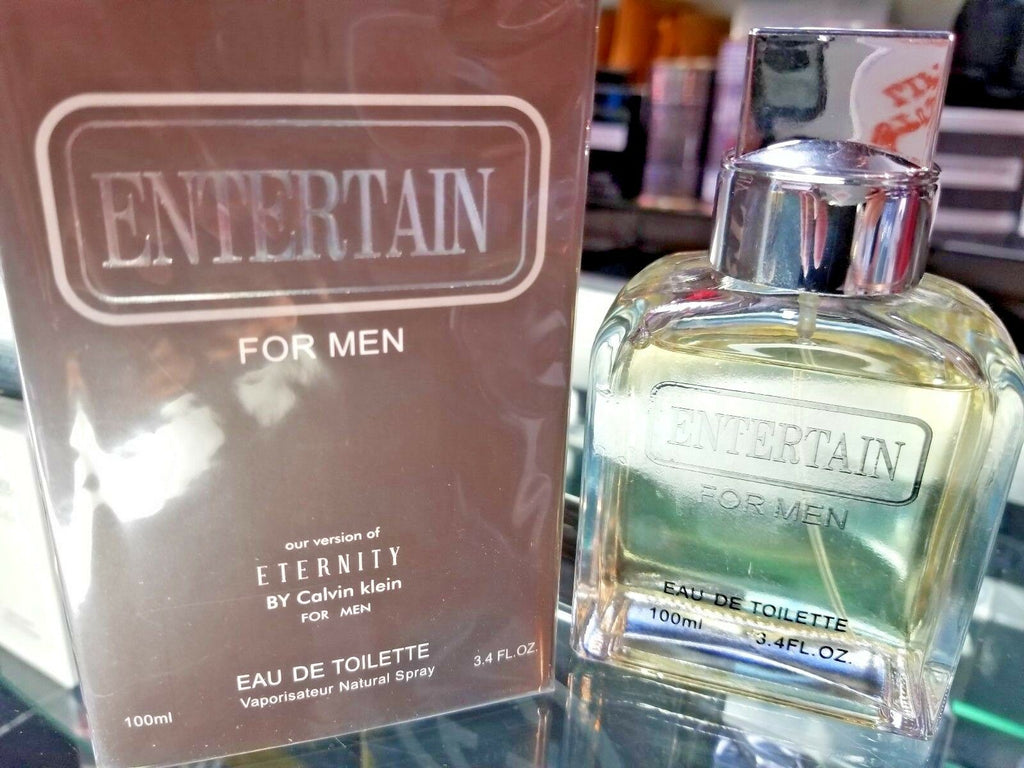 ENTERTAIN
FOR MEN
our version of
ETERNITY
BY Calvin klein
FOR MEN
EAU DE TOILETTE
Vaporisateur Natural Spray
3.4 FL.OZ.
100ml
ENTERTAIN
FOR MEN
EAU DE TOILETTE
100ml 3.4FL.OZ.